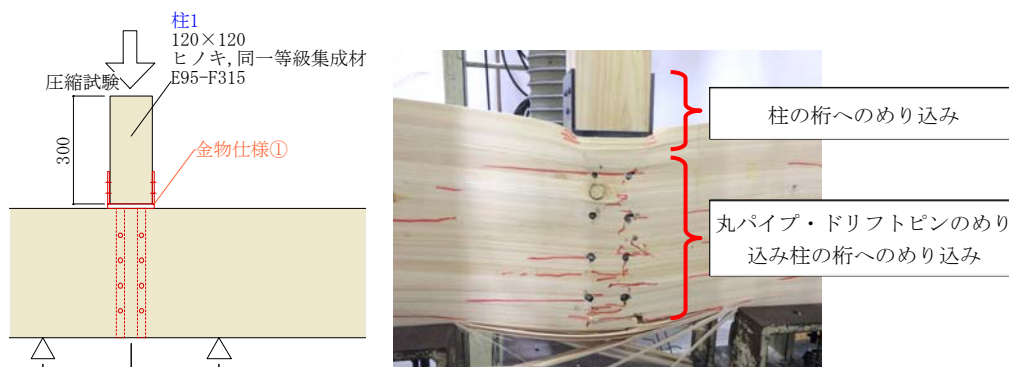 柱1
120×120
ヒノキ,同一等級集成材
E95-F315
圧縮試験
300
金物仕様①
柱の桁へのめり込み
丸パイプ・ドリフトピンのめり
込み柱の桁へのめり込み